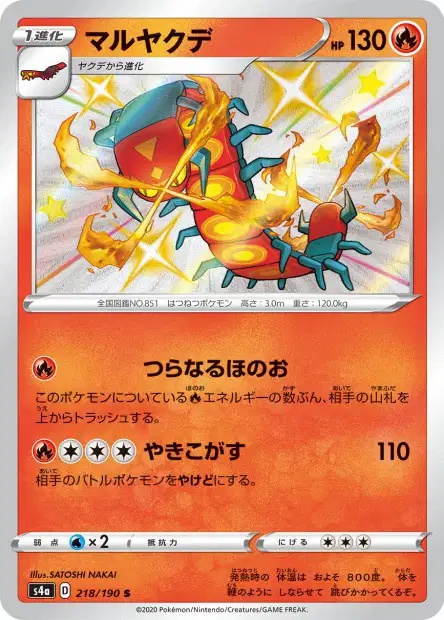 1進化
マルヤクデ
HP 130
ヤクデから進化
全国図鑑NO.851 はつねつポケモン 高さ:3.0m 重さ:120.0kg
つらなるほのお
このポケモンについているエネルギーの数ぶん、相手の山札を
上からトラッシュする。
やきこがす 110
相手のバトルポケモンをやけどにする。
弱点 ×2 抵抗力 にげる
Illus.SATOSHI NAKAI
s4a D 218/190 S
発熱時の 体温は およそ 800度。 体を
鞭のように しならせて 跳びかかってくるぞ。
©2020 Pokémon/Nintendo/Creatures/GAME FREAK.